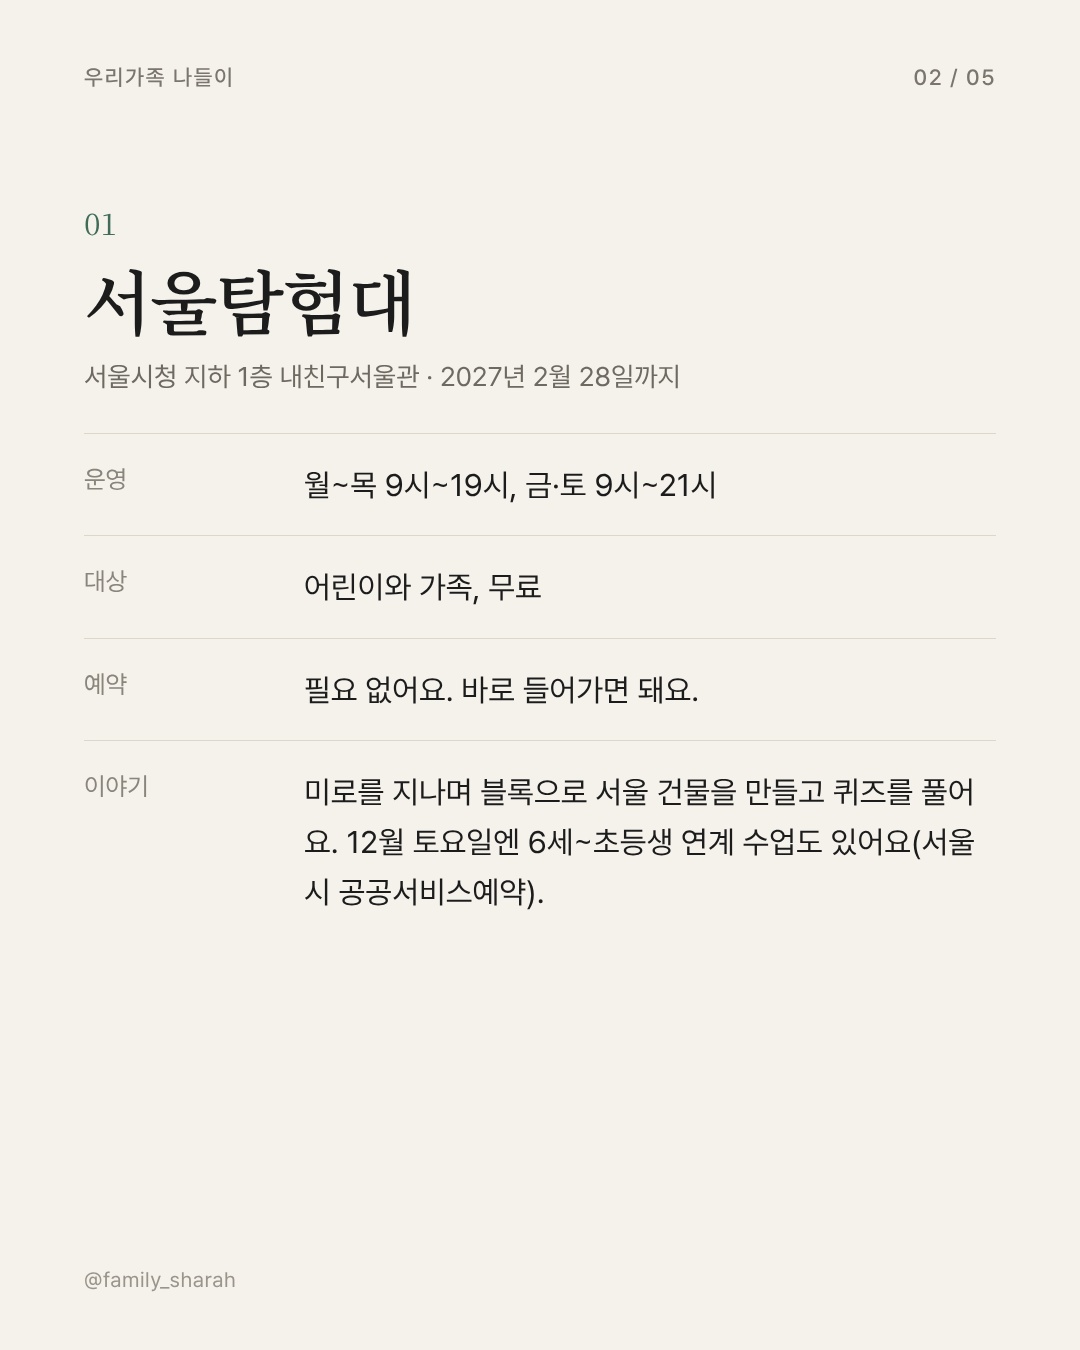 우리가족 나들이
02 / 05
01
서울탐험대
서울시청 지하 1층 내친구서울관 · 2027년 2월 28일까지
운영
월~목 9시~19시, 금·토 9시~21시
대상
어린이와 가족, 무료
예약
필요 없어요. 바로 들어가면 돼요.
이야기
미로를 지나며 블록으로 서울 건물을 만들고 퀴즈를 풀어
요. 12월 토요일엔 6세~초등생 연계 수업도 있어요(서울
시 공공서비스예약).
@family_sharah